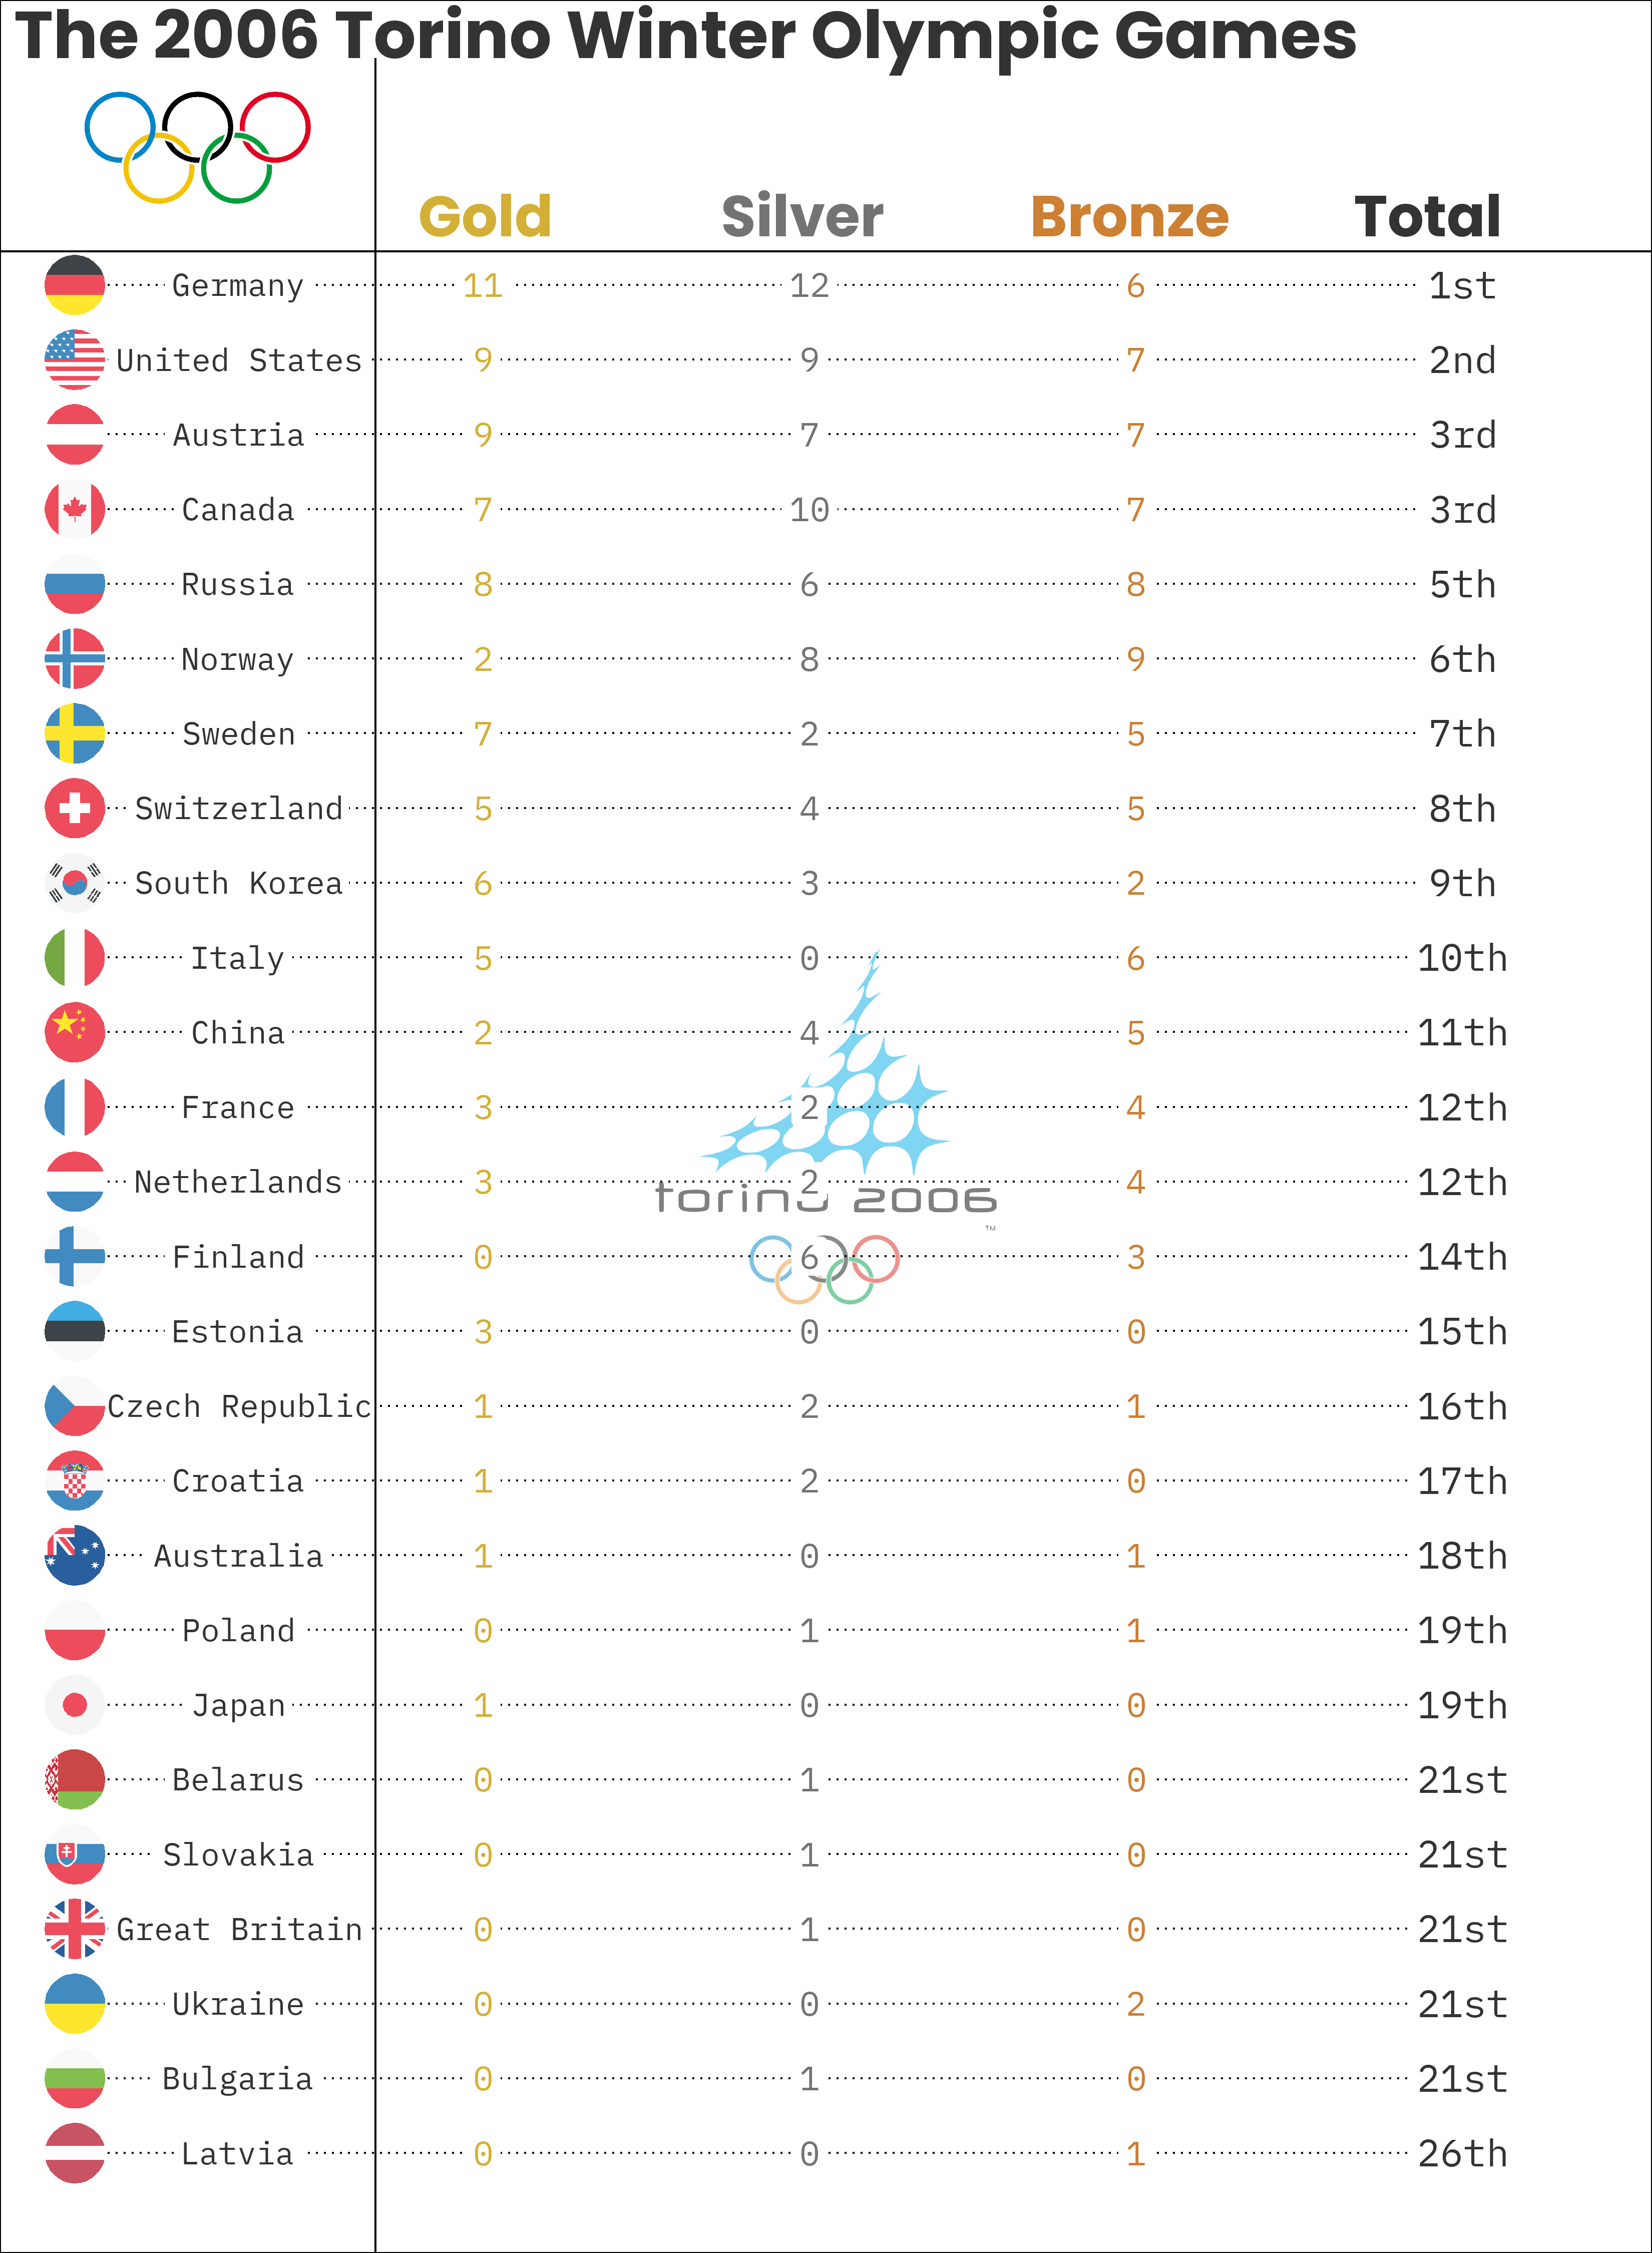 The 2006 Torino Winter Olympic Games
Gold Silver Bronze Total
Germany 11 12 6 1st
United States 9 9 7 2nd
Austria 9 7 7 3rd
Canada 7 10 7 3rd
Russia 8 6 8 5th
Norway 2 8 9 6th
Sweden 7 2 5 7th
Switzerland 5 4 5 8th
South Korea 6 3 2 9th
Italy 5 0 6 10th
China 2 4 5 11th
France 3 2 4 12th
Netherlands 3 2 4 12th
torino 2006
™
Finland 0 6 3 14th
Estonia 3 0 0 15th
Czech Republic 1 2 1 16th
Croatia 1 2 0 17th
Australia 1 0 1 18th
Poland 0 1 1 19th
Japan 1 0 0 19th
Belarus 0 1 0 21st
Slovakia 0 1 0 21st
Great Britain 0 1 0 21st
Ukraine 0 0 2 21st
Bulgaria 0 1 0 21st
Latvia 0 0 1 26th